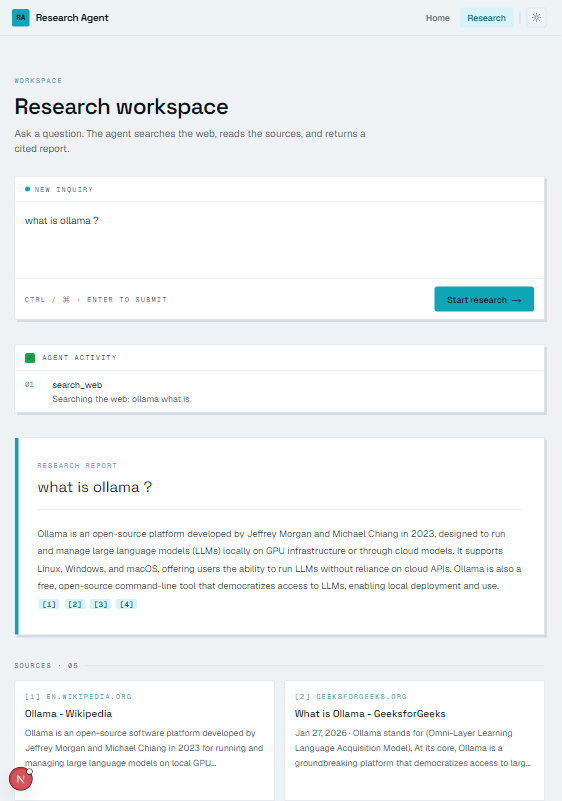 RA Research Agent Home Research
WORKSPACE
Research workspace
Ask a question. The agent searches the web, reads the sources, and returns a
cited report.
NEW INQUIRY
what is ollama ?
CTRL / ⌘ + ENTER TO SUBMIT
Start research →
AGENT ACTIVITY
01 search_web
Searching the web: ollama what is
RESEARCH REPORT
what is ollama ?
Ollama is an open-source platform developed by Jeffrey Morgan and Michael Chiang in 2023, designed to run
and manage large language models (LLMs) locally on GPU infrastructure or through cloud models. It supports
Linux, Windows, and macOS, offering users the ability to run LLMs without reliance on cloud APIs. Ollama is also a
free, open-source command-line tool that democratizes access to LLMs, enabling local deployment and use.
[1] [2] [3] [4]
SOURCES · 05
[1] EN.WIKIPEDIA.ORG
Ollama - Wikipedia
Ollama is an open-source software platform developed by
Jeffrey Morgan and Michael Chiang in 2023 for running and
managing large language models on local GPU...
[2] GEEKSFORGEEKS.ORG
What is Ollama - GeeksforGeeks
Jan 27, 2026 · Ollama stands for (Omni-Layer Learning
Language Acquisition Model), At its core, Ollama is a
groundbreaking platform that democratizes access to larg...
N